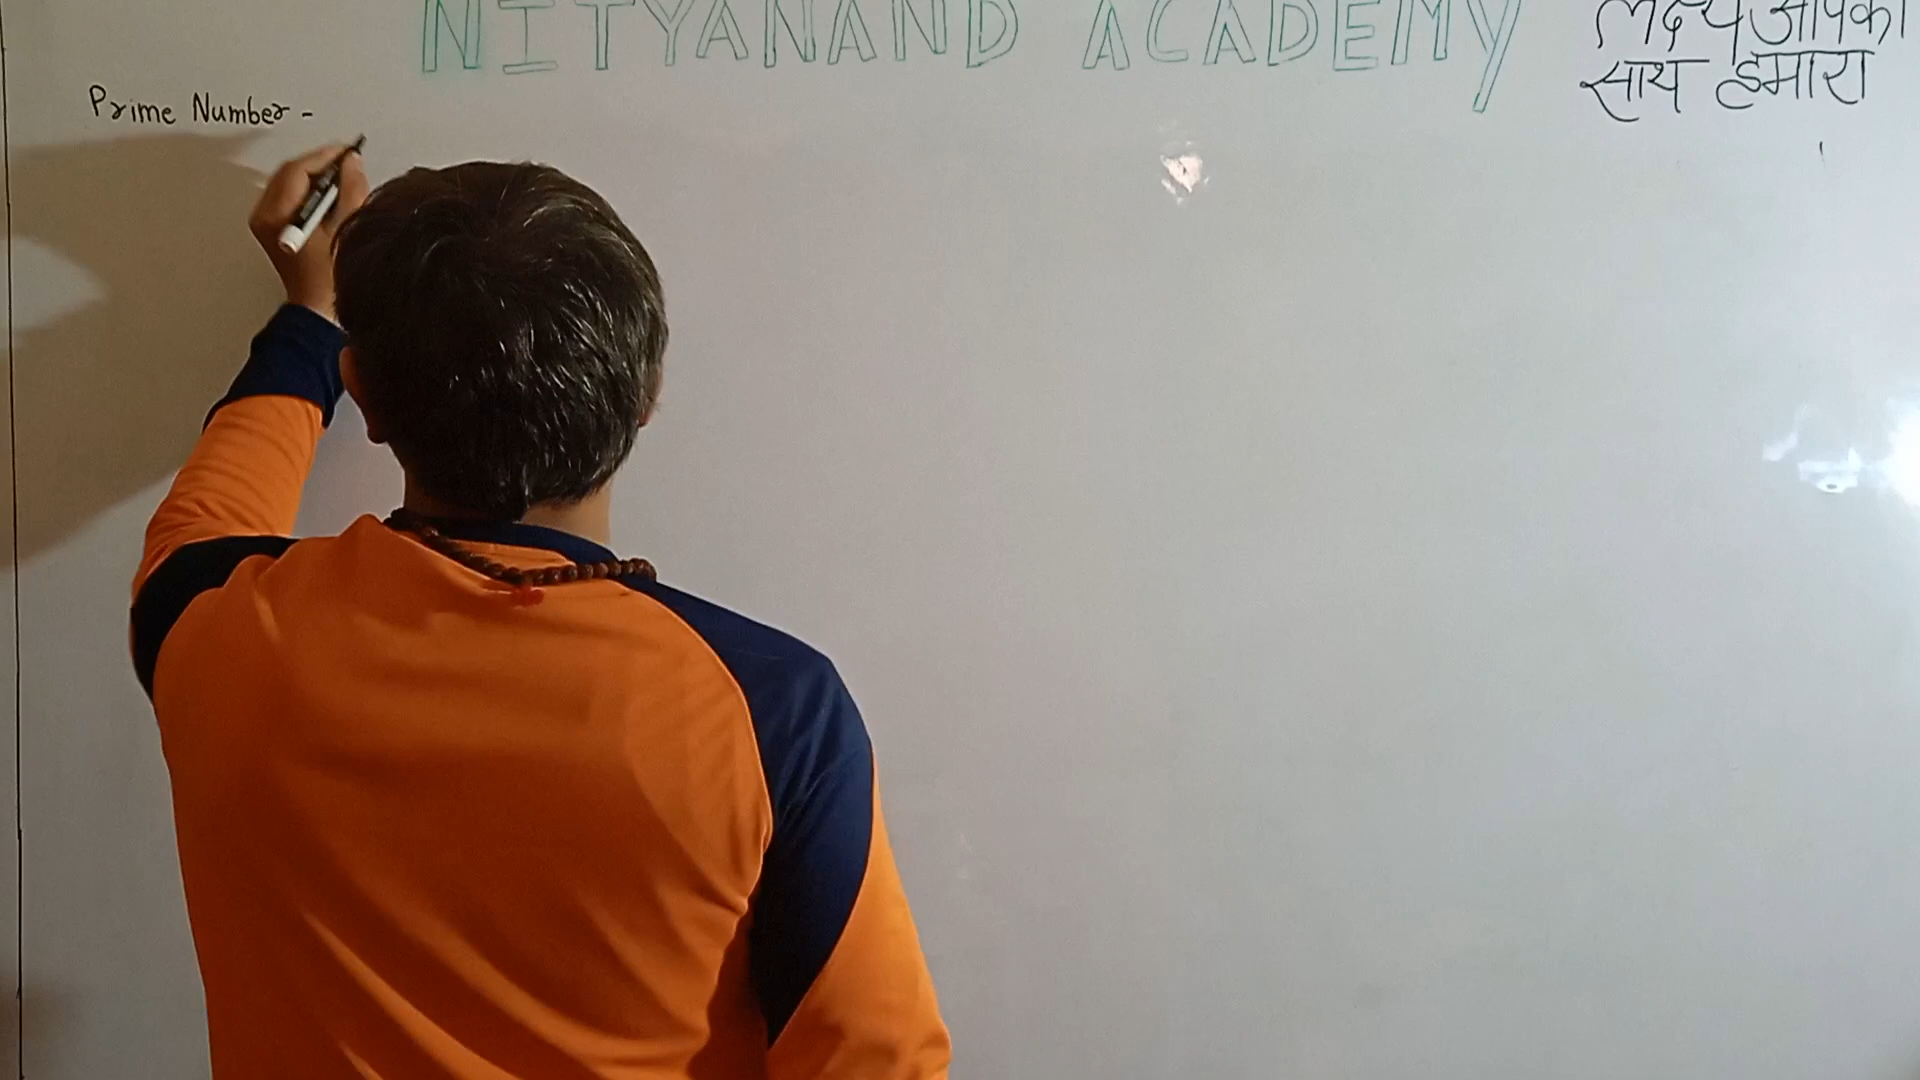 NITYANAND ACADEMY
लक्ष्य आपका
साथ हमारा
Prime Number -